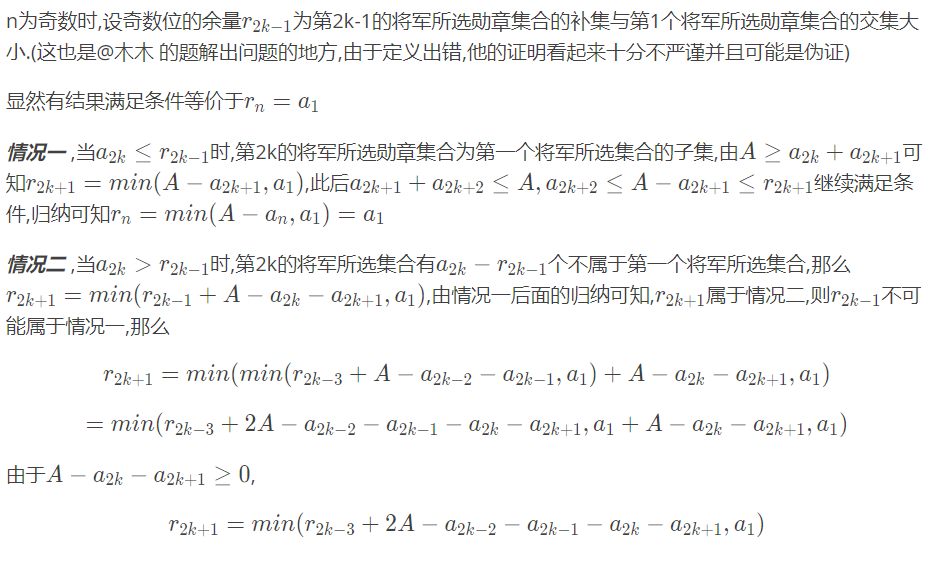 n为奇数时,设奇数位的余量$r_{2k-1}$为第2k-1的将军所选勋章集合的补集与第1个将军所选勋章集合的交集大
小.(这也是@木木 的题解出问题的地方,由于定义出错,他的证明看起来十分不严谨并且可能是伪证)
显然有结果满足条件等价于$r_n = a_1$
情况一 ,当$a_{2k} \leq r_{2k-1}$时,第2k的将军所选勋章集合为第一个将军所选集合的子集,由$A \geq a_{2k} + a_{2k+1}$可
知$r_{2k+1} = min(A - a_{2k+1}, a_1)$,此后$a_{2k+1} + a_{2k+2} \leq A, a_{2k+2} \leq A - a_{2k+1} \leq r_{2k+1}$继续满足条
件,归纳可知$r_n = min(A - a_n, a_1) = a_1$
情况二 ,当$a_{2k} > r_{2k-1}$时,第2k的将军所选集合有$a_{2k} - r_{2k-1}$个不属于第一个将军所选集合,那么
$r_{2k+1} = min(r_{2k-1} + A - a_{2k} - a_{2k+1}, a_1)$,由情况一后面的归纳可知,$r_{2k+1}$属于情况二,则$r_{2k-1}$不可
能属于情况一,那么
$r_{2k+1} = min(min(r_{2k-3} + A - a_{2k-2} - a_{2k-1}, a_1) + A - a_{2k} - a_{2k+1}, a_1)$
$= min(r_{2k-3} + 2A - a_{2k-2} - a_{2k-1} - a_{2k} - a_{2k+1}, a_1 + A - a_{2k} - a_{2k+1}, a_1)$
由于$A - a_{2k} - a_{2k+1} \geq 0$,
$r_{2k+1} = min(r_{2k-3} + 2A - a_{2k-2} - a_{2k-1} - a_{2k} - a_{2k+1}, a_1)$